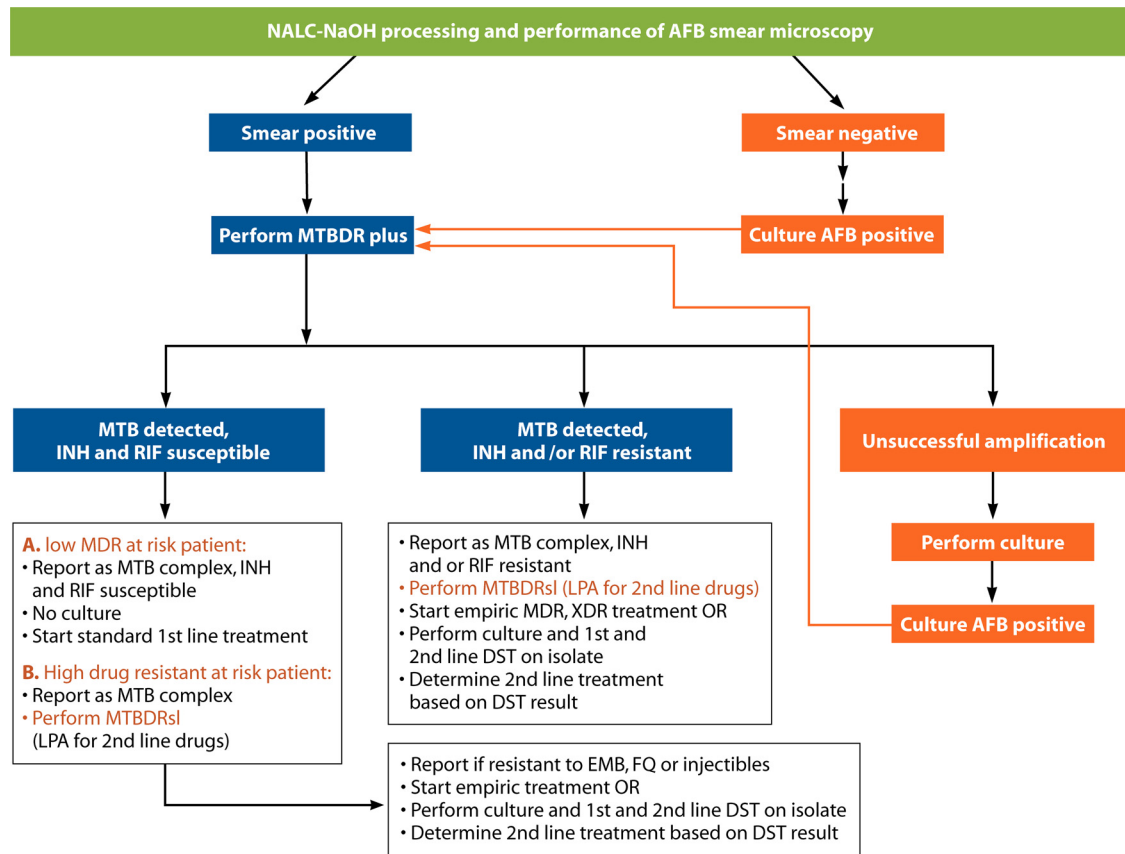 NALC-NaOH processing and performance of AFB smear microscopy
Smear positive
Smear negative
Perform MTBDR plus
Culture AFB positive
MTB detected,
INH and RIF susceptible
MTB detected,
INH and /or RIF resistant
Unsuccessful amplification
A. low MDR at risk patient:
• Report as MTB complex, INH
and RIF susceptible
• No culture
• Start standard 1st line treatment
B. High drug resistant at risk patient:
• Report as MTB complex
• Perform MTBDRsl
(LPA for 2nd line drugs)
• Report as MTB complex, INH
and or RIF resistant
• Perform MTBDRsl (LPA for 2nd line drugs)
• Start empiric MDR, XDR treatment OR
• Perform culture and 1st and
2nd line DST on isolate
• Determine 2nd line treatment
based on DST result
Perform culture
Culture AFB positive
• Report if resistant to EMB, FQ or injectibles
• Start empiric treatment OR
• Perform culture and 1st and 2nd line DST on isolate
• Determine 2nd line treatment based on DST result